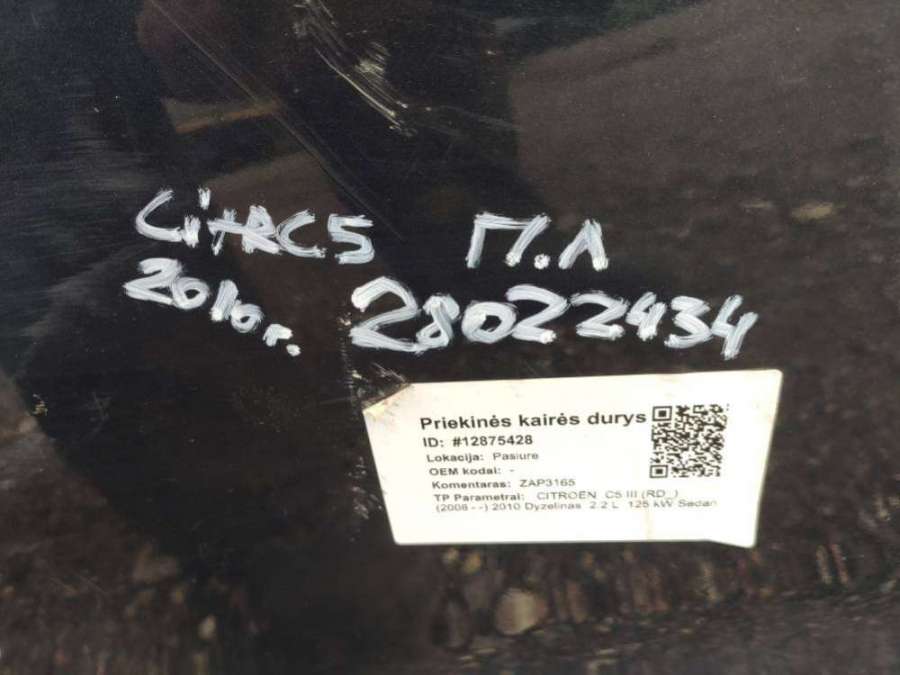 CitRC5 П.Л
2010г. 28022434
Priekinės kairės durys
ID: #12875428
Lokacija: Pasiure
OEM kodai: -
Komentaras: ZAP3165
TP Parametrai: CITROËN C5 III (RD_)
(2008 - -) 2010 Dyzelinas 2.2 L 125 kW Sedan